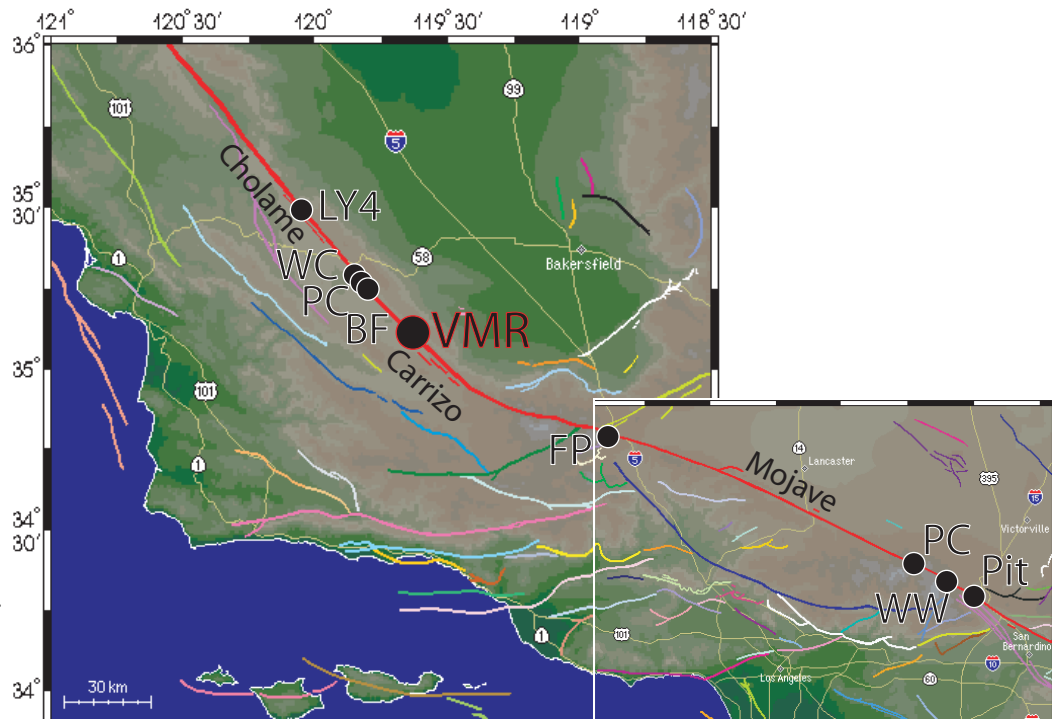 121°
120°30′
120°
119°30′
119°
118°30′
36°
101
99
5
Cholame
LY4
35°
30′
WC
58
Bakersfield
1
PC
BF
VMR
35°
Carrizo
101
FP
5
14
Lancaster
Mojave
395
15
Victorville
1
34°
30′
PC
Pit
WW
1
101
San
Bernardino
10
Los Angeles
60
34°
30 km